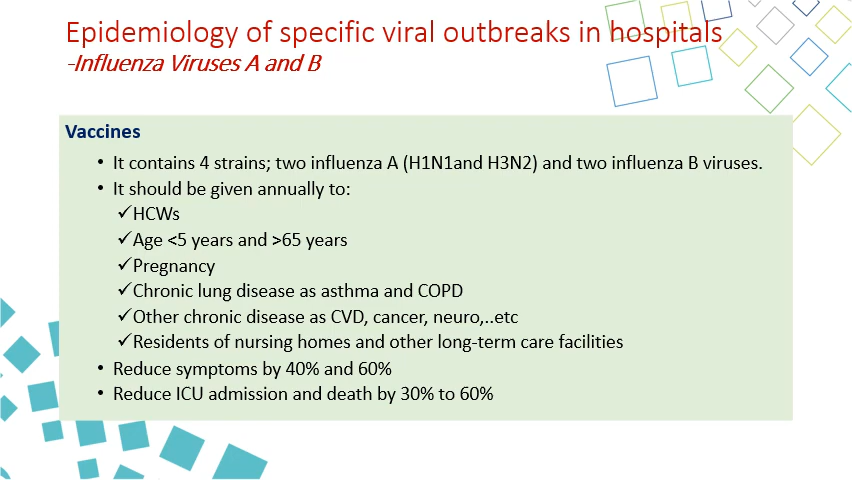 Epidemiology of specific viral outbreaks in hospitals
-Influenza Viruses A and B
Vaccines
• It contains 4 strains; two influenza A (H1N1and H3N2) and two influenza B viruses.
• It should be given annually to:
✓HCWs
✓Age <5 years and >65 years
✓Pregnancy
✓Chronic lung disease as asthma and COPD
✓Other chronic disease as CVD, cancer, neuro,..etc
✓Residents of nursing homes and other long-term care facilities
• Reduce symptoms by 40% and 60%
• Reduce ICU admission and death by 30% to 60%